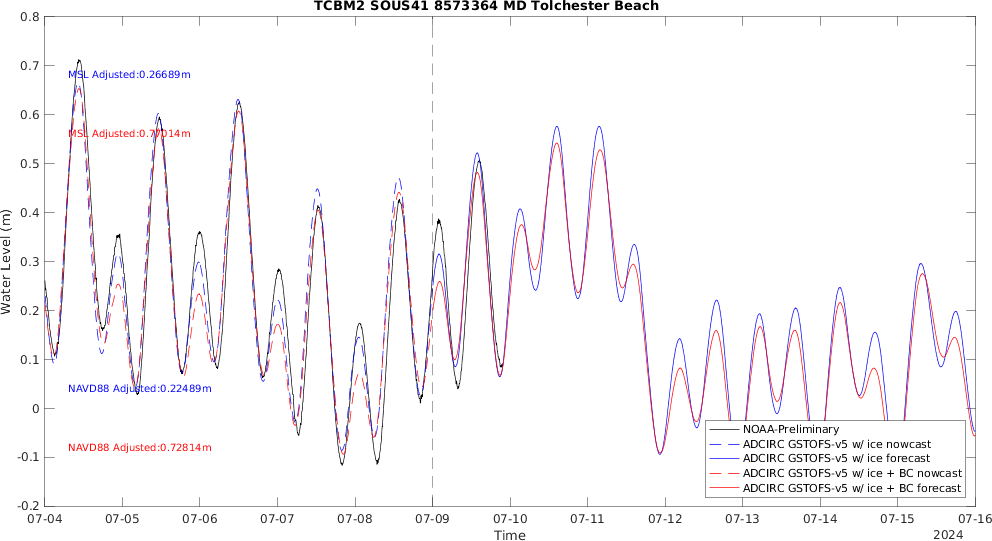 TCBM2 SOUS41 8573364 MD Tolchester Beach
Water Level (m)
0.8
0.7
0.6
0.5
0.4
0.3
0.2
0.1
0
-0.1
-0.2
MSL Adjusted:0.26689m
MSL Adjusted:0.77014m
NAVD88 Adjusted:0.22489m
NAVD88 Adjusted:0.72814m
NOAA-Preliminary
ADCIRC GSTOFS-v5 w/ ice nowcast
ADCIRC GSTOFS-v5 w/ ice forecast
ADCIRC GSTOFS-v5 w/ ice + BC nowcast
ADCIRC GSTOFS-v5 w/ ice + BC forecast
07-04 07-05 07-06 07-07 07-08 07-09 07-10 07-11 07-12 07-13 07-14 07-15 07-16
Time
2024